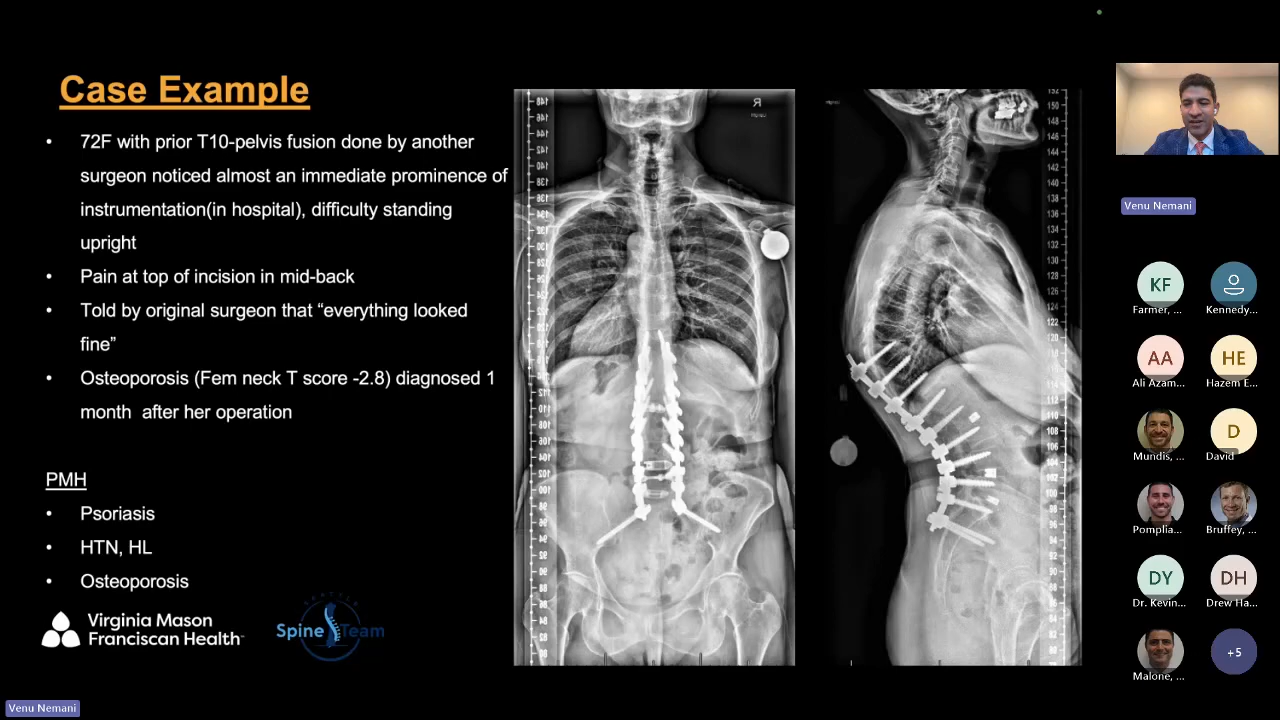 Case Example
• 72F with prior T10-pelvis fusion done by another
surgeon noticed almost an immediate prominence of
instrumentation(in hospital), difficulty standing
upright
• Pain at top of incision in mid-back
• Told by original surgeon that “everything looked
fine”
• Osteoporosis (Fem neck T score -2.8) diagnosed 1
month after her operation
PMH
• Psoriasis
• HTN, HL
• Osteoporosis
Virginia Mason
Franciscan Health
SEATTLE
Spine Team
Venu Nemani
Venu Nemani
KF
Farmer, ...
Kennedy...
AA
Ali Azam...
HE
Hazem E...
Mundis, ...
D
David
Pomplia...
Bruffey, ...
DY
Dr. Kevin...
DH
Drew Ha...
Malone, ...
+5